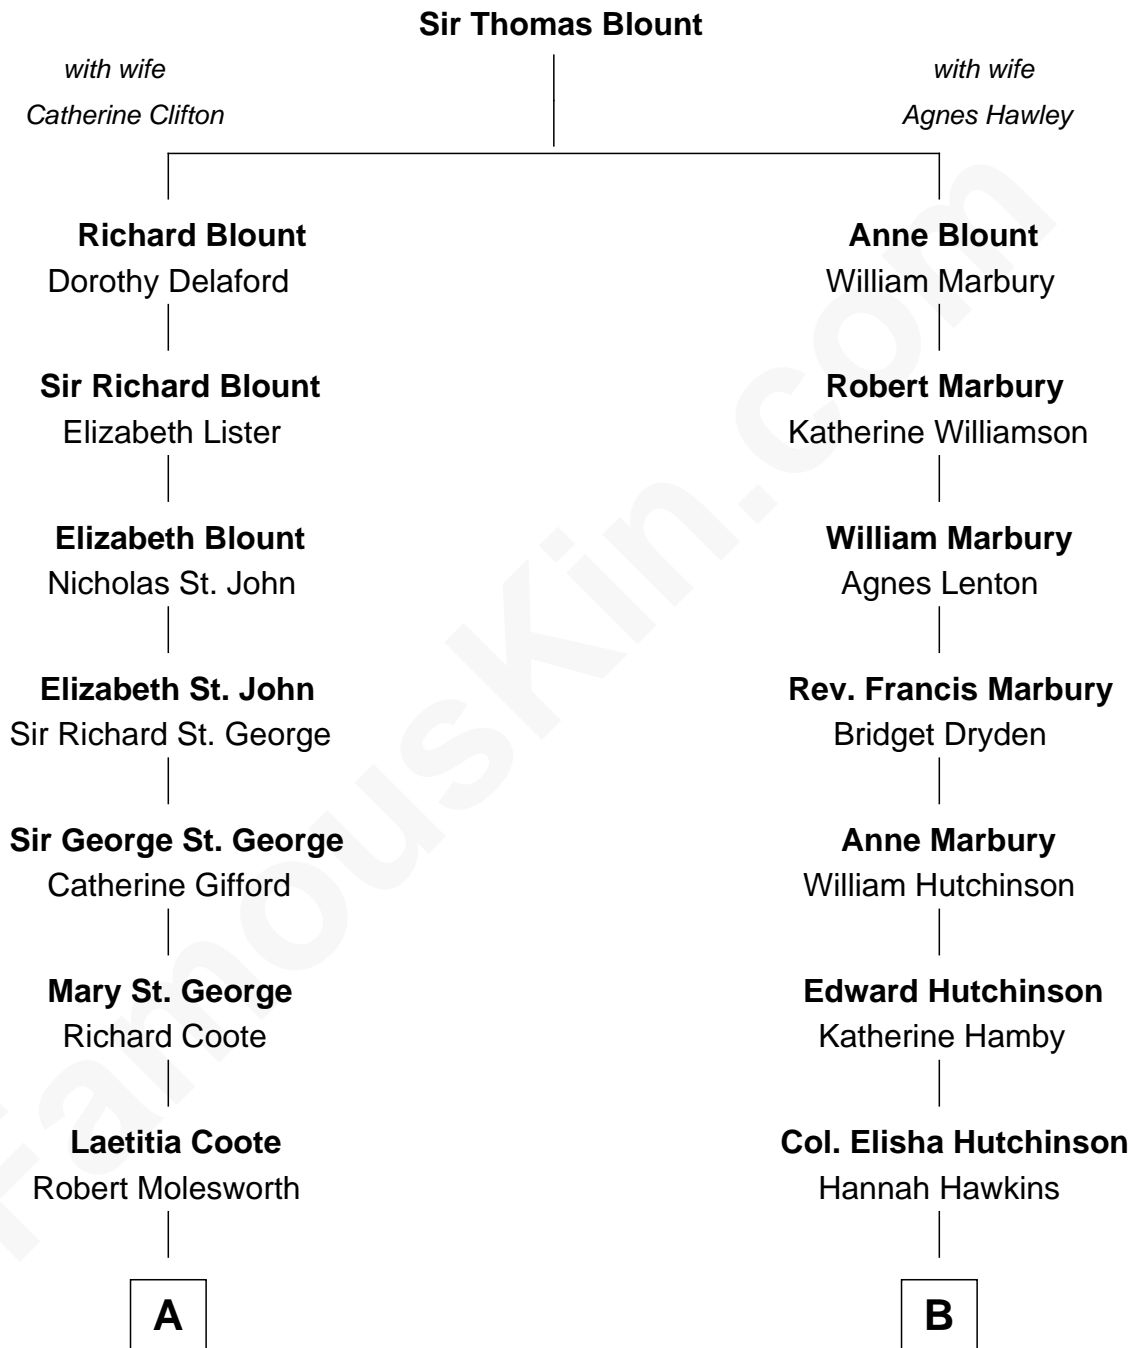 Sir Thomas Blount
with wife
Catherine Clifton
with wife
Agnes Hawley
Richard Blount
Dorothy Delaford
Anne Blount
William Marbury
Sir Richard Blount
Elizabeth Lister
Robert Marbury
Katherine Williamson
Elizabeth Blount
Nicholas St. John
William Marbury
Agnes Lenton
Elizabeth St. John
Sir Richard St. George
Rev. Francis Marbury
Bridget Dryden
Sir George St. George
Catherine Gifford
Anne Marbury
William Hutchinson
Mary St. George
Richard Coote
Edward Hutchinson
Katherine Hamby
Laetitia Coote
Robert Molesworth
Col. Elisha Hutchinson
Hannah Hawkins
A
B
FamousKin.com